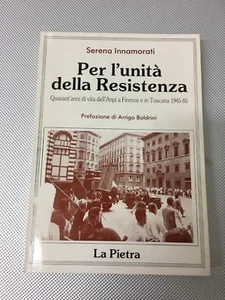 Serena Innamorati
Per l'unità
della Resistenza
Quarant'anni di vita dell'Anpi a Firenze e in Toscana 1945-85
Prefazione di Arrigo Boldrini
La Pietra